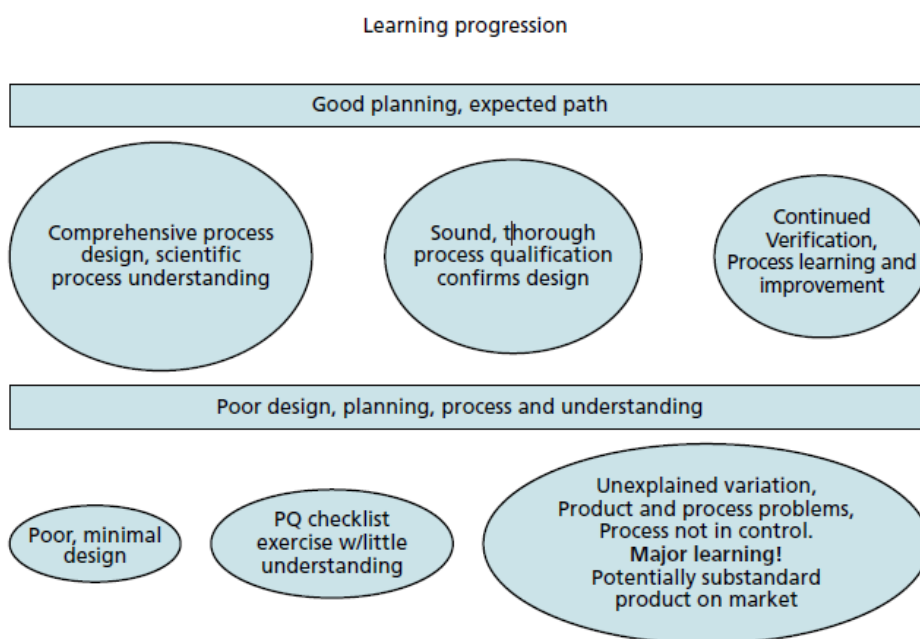 Learning progression
Good planning, expected path
Comprehensive process
design, scientific
process understanding
Sound, thorough
process qualification
confirms design
Continued
Verification,
Process learning and
improvement
Poor design, planning, process and understanding
Poor, minimal
design
PQ checklist
exercise w/little
understanding
Unexplained variation,
Product and process problems,
Process not in control.
Major learning!
Potentially substandard
product on market